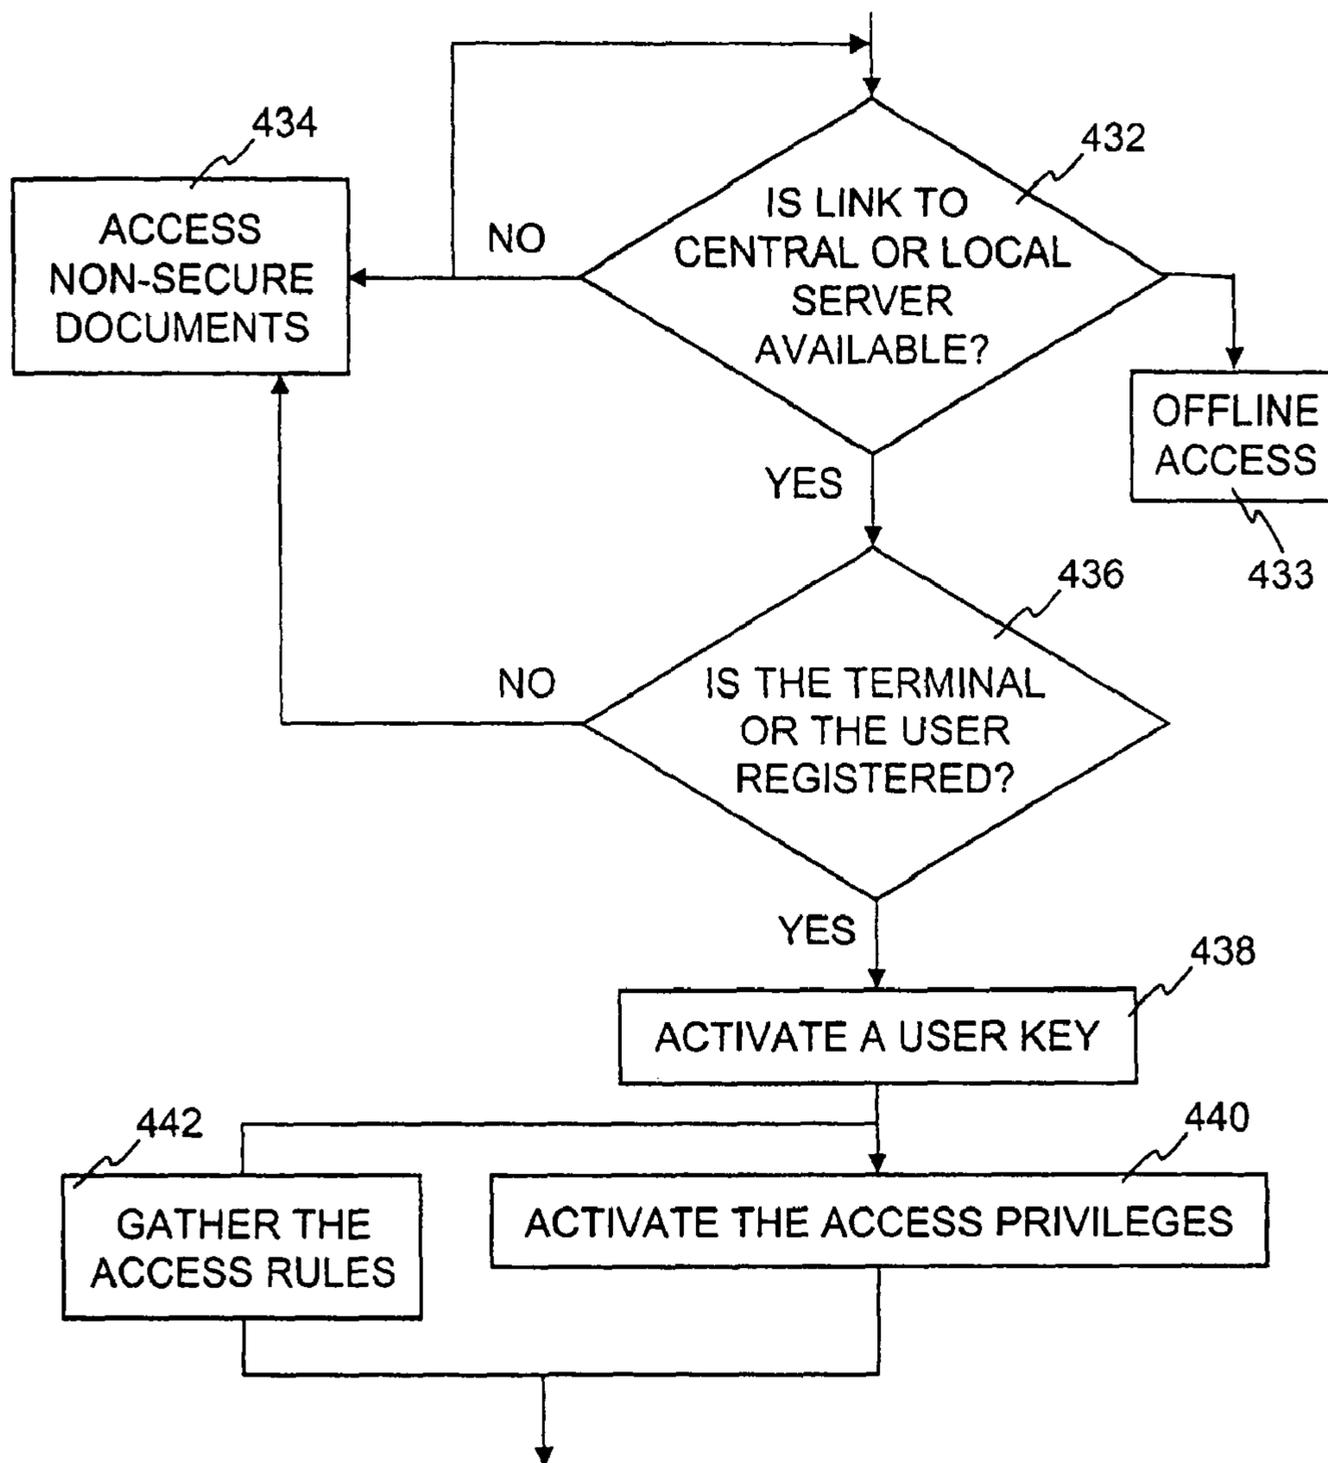 434
432
ACCESS
NON-SECURE
DOCUMENTS
NO
IS LINK TO
CENTRAL OR LOCAL
SERVER
AVAILABLE?
OFFLINE
ACCESS
433
YES
436
NO
IS THE TERMINAL
OR THE USER
REGISTERED?
YES
438
ACTIVATE A USER KEY
442
440
GATHER THE
ACCESS RULES
ACTIVATE THE ACCESS PRIVILEGES